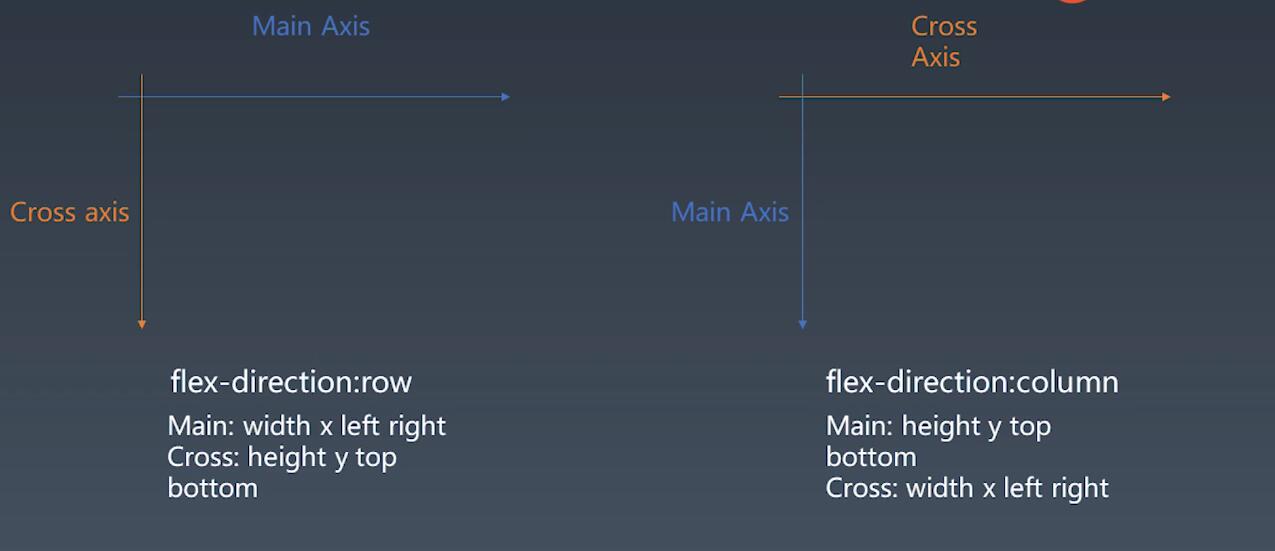 Main Axis
Cross axis
flex-direction:row
Main: width x left right
Cross: height y top
bottom
Cross
Axis
Main Axis
flex-direction:column
Main: height y top
bottom
Cross: width x left right